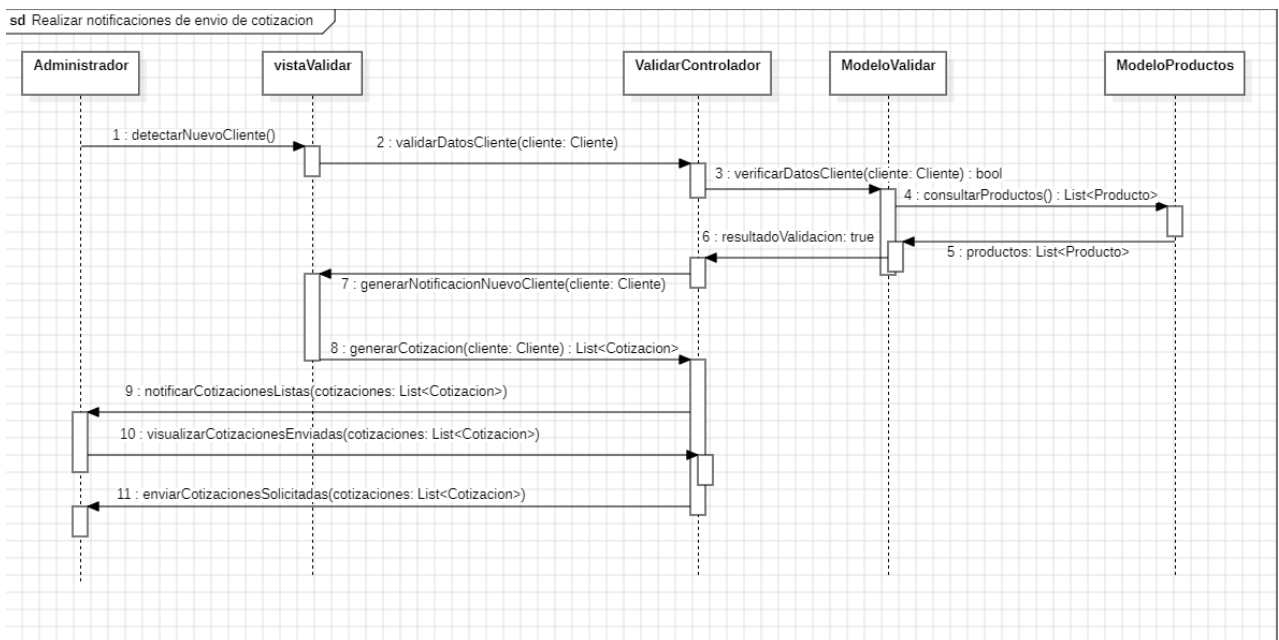 sd Realizar notificaciones de envio de cotizacion
Administrador
vistaValidar
ValidarControlador
ModeloValidar
ModeloProductos
1 : detectarNuevoCliente()
2 : validarDatosCliente(cliente: Cliente)
3 : verificarDatosCliente(cliente: Cliente) : bool
4 : consultarProductos() : List<Producto>
5 : productos: List<Producto>
6 : resultadoValidacion: true
7 : generarNotificacionNuevoCliente(cliente: Cliente)
8 : generarCotizacion(cliente: Cliente) : List<Cotizacion>
9 : notificarCotizacionesListas(cotizaciones: List<Cotizacion>)
10 : visualizarCotizacionesEnviadas(cotizaciones: List<Cotizacion>)
11 : enviarCotizacionesSolicitadas(cotizaciones: List<Cotizacion>)